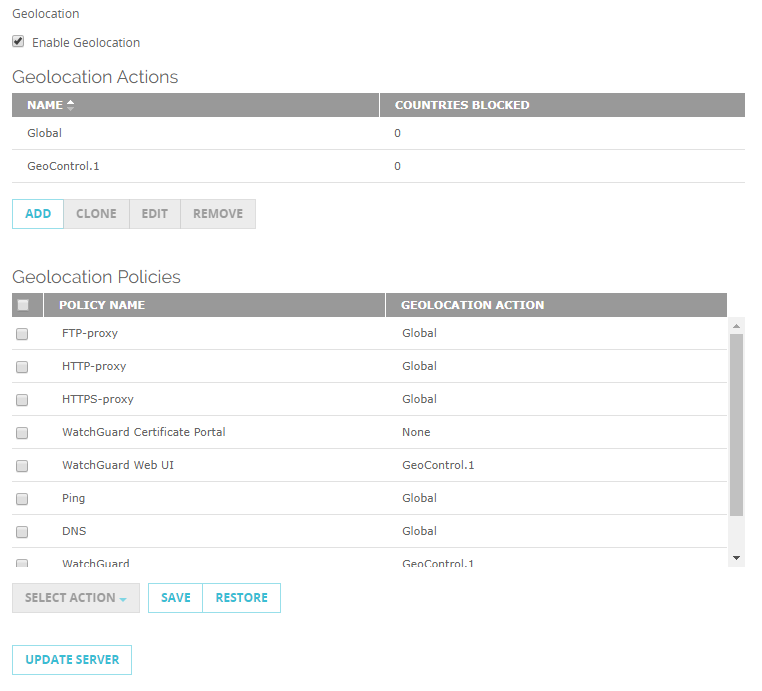 Geolocation
Enable Geolocation
Geolocation Actions
NAME COUNTRIES BLOCKED
Global 0
GeoControl.1 0
ADD CLONE EDIT REMOVE
Geolocation Policies
POLICY NAME GEOLOCATION ACTION
FTP-proxy Global
HTTP-proxy Global
HTTPS-proxy Global
WatchGuard Certificate Portal None
WatchGuard Web UI GeoControl.1
Ping Global
DNS Global
WatchGuard GeoControl.1
SELECT ACTION SAVE RESTORE
UPDATE SERVER